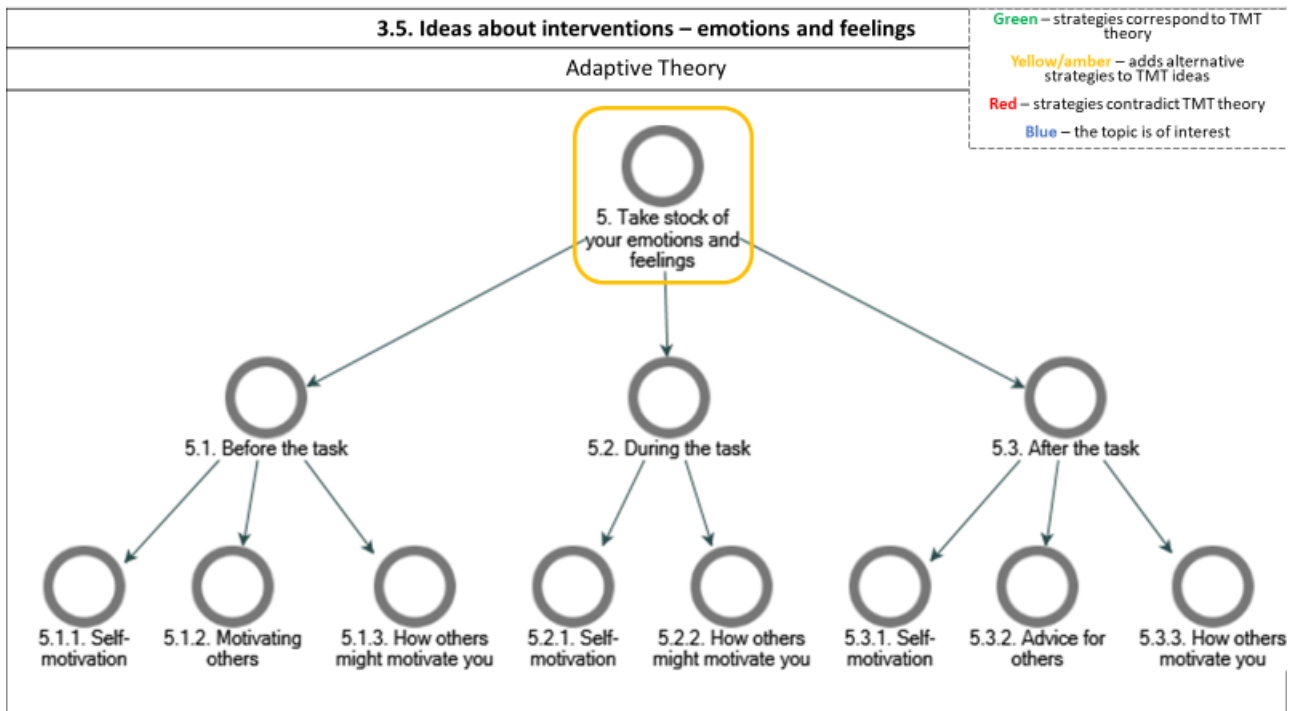 3.5. Ideas about interventions – emotions and feelings
Adaptive Theory
Green – strategies correspond to TMT
theory
Yellow/amber – adds alternative
strategies to TMT ideas
Red – strategies contradict TMT theory
Blue – the topic is of interest
5. Take stock of
your emotions and
feelings
5.1. Before the task
5.2. During the task
5.3. After the task
5.1.1. Self-
motivation
5.1.2. Motivating
others
5.1.3. How others
might motivate you
5.2.1. Self-
motivation
5.2.2. How others
might motivate you
5.3.1. Self-
motivation
5.3.2. Advice for
others
5.3.3. How others
motivate you